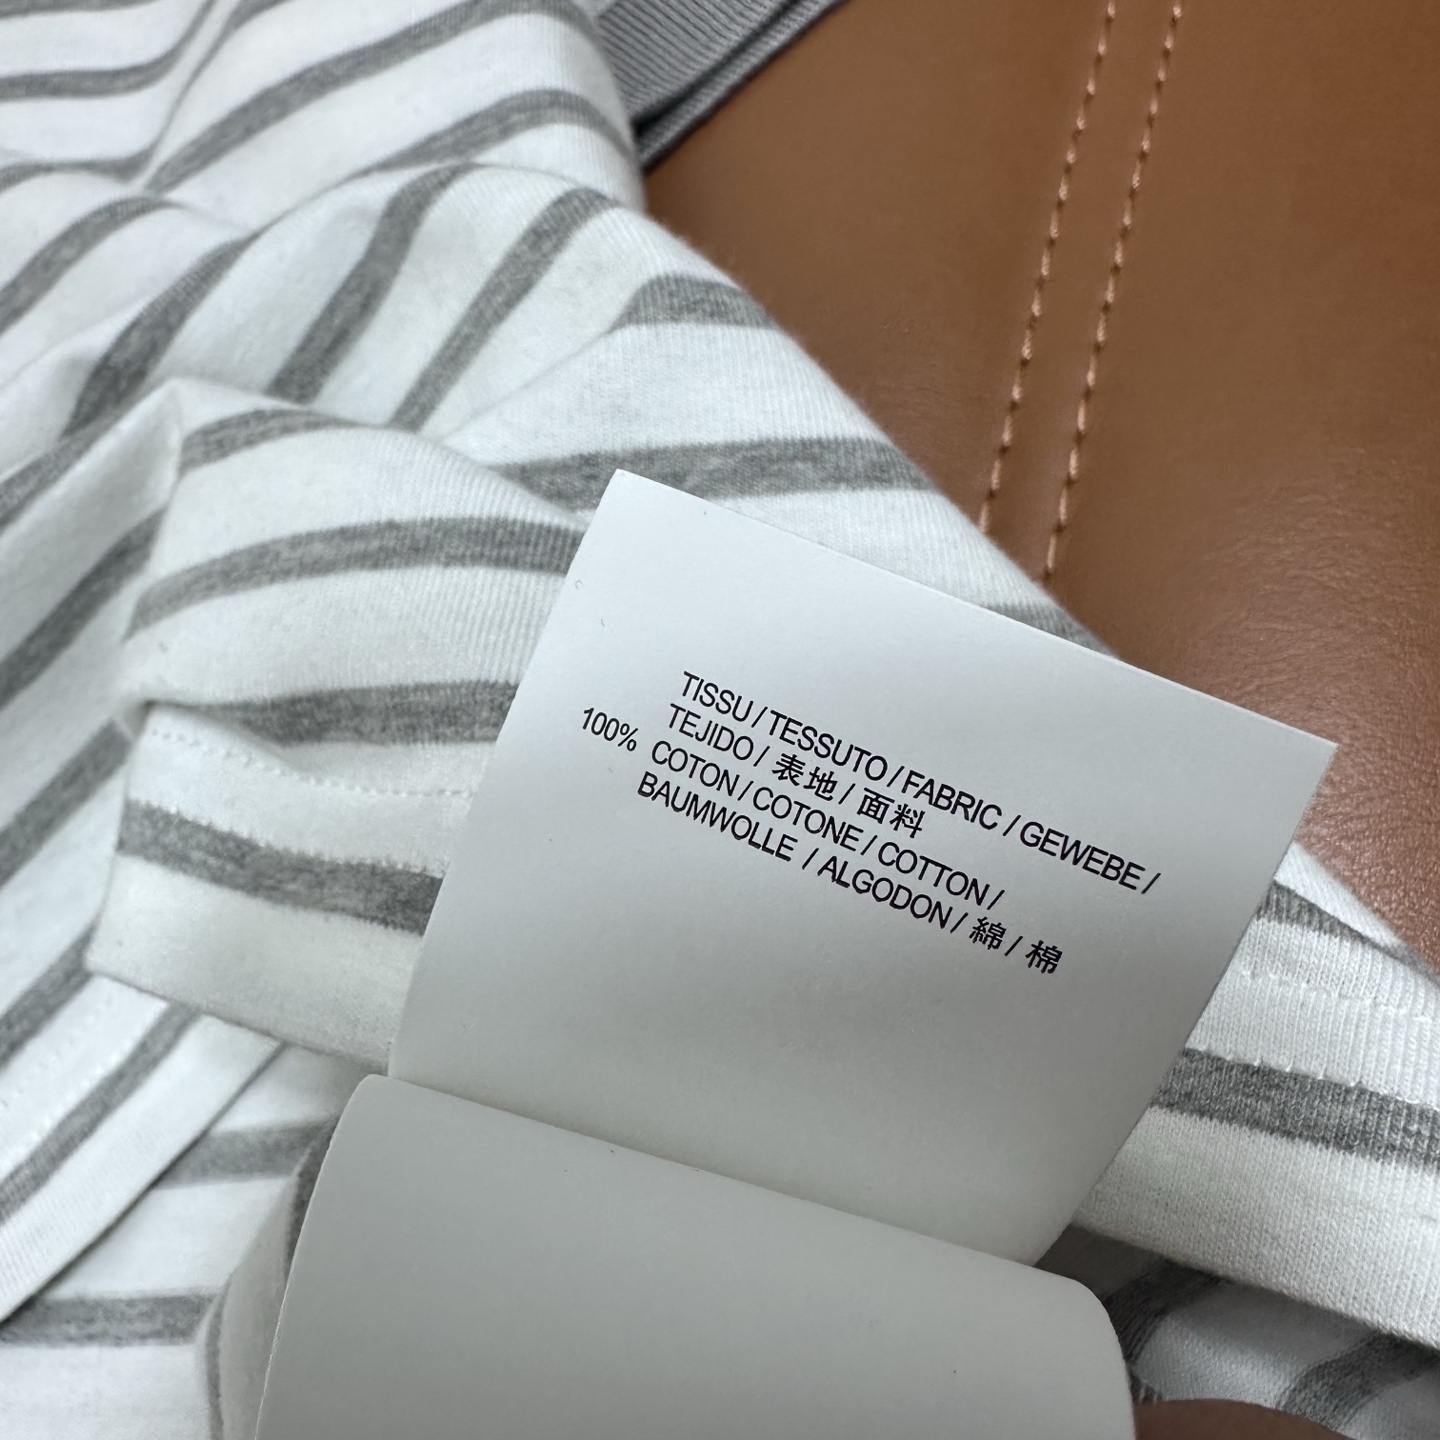 TISSU / TESSUTO / FABRIC / GEWEBE /
TEJIDO / 表地 / 面料
100% COTON / COTONE / COTTON /
BAUMWOLLE / ALGODON / 綿 / 棉